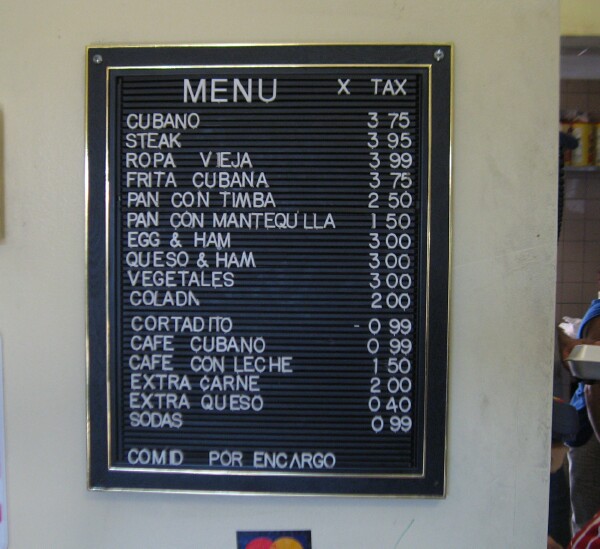 MENU X TAX
CUBANO 3 75
STEAK 3 95
ROPA VIEJA 3 99
FRITA CUBANA 3 75
PAN CON TIMBA 2 50
PAN CON MANTEQU'LLA 1 50
EGG & HAM 3 00
QUESO & HAM 3 00
VEGETALES 3 00
COLADN 2 00
CORTADITO - 0 99
CAFE CUBANO 0 99
CAFE CON LECHE 1 50
EXTRA CARNE 2 00
EXTRA QUESO 0 40
SODAS 0 99
COMID POR ENCARGO